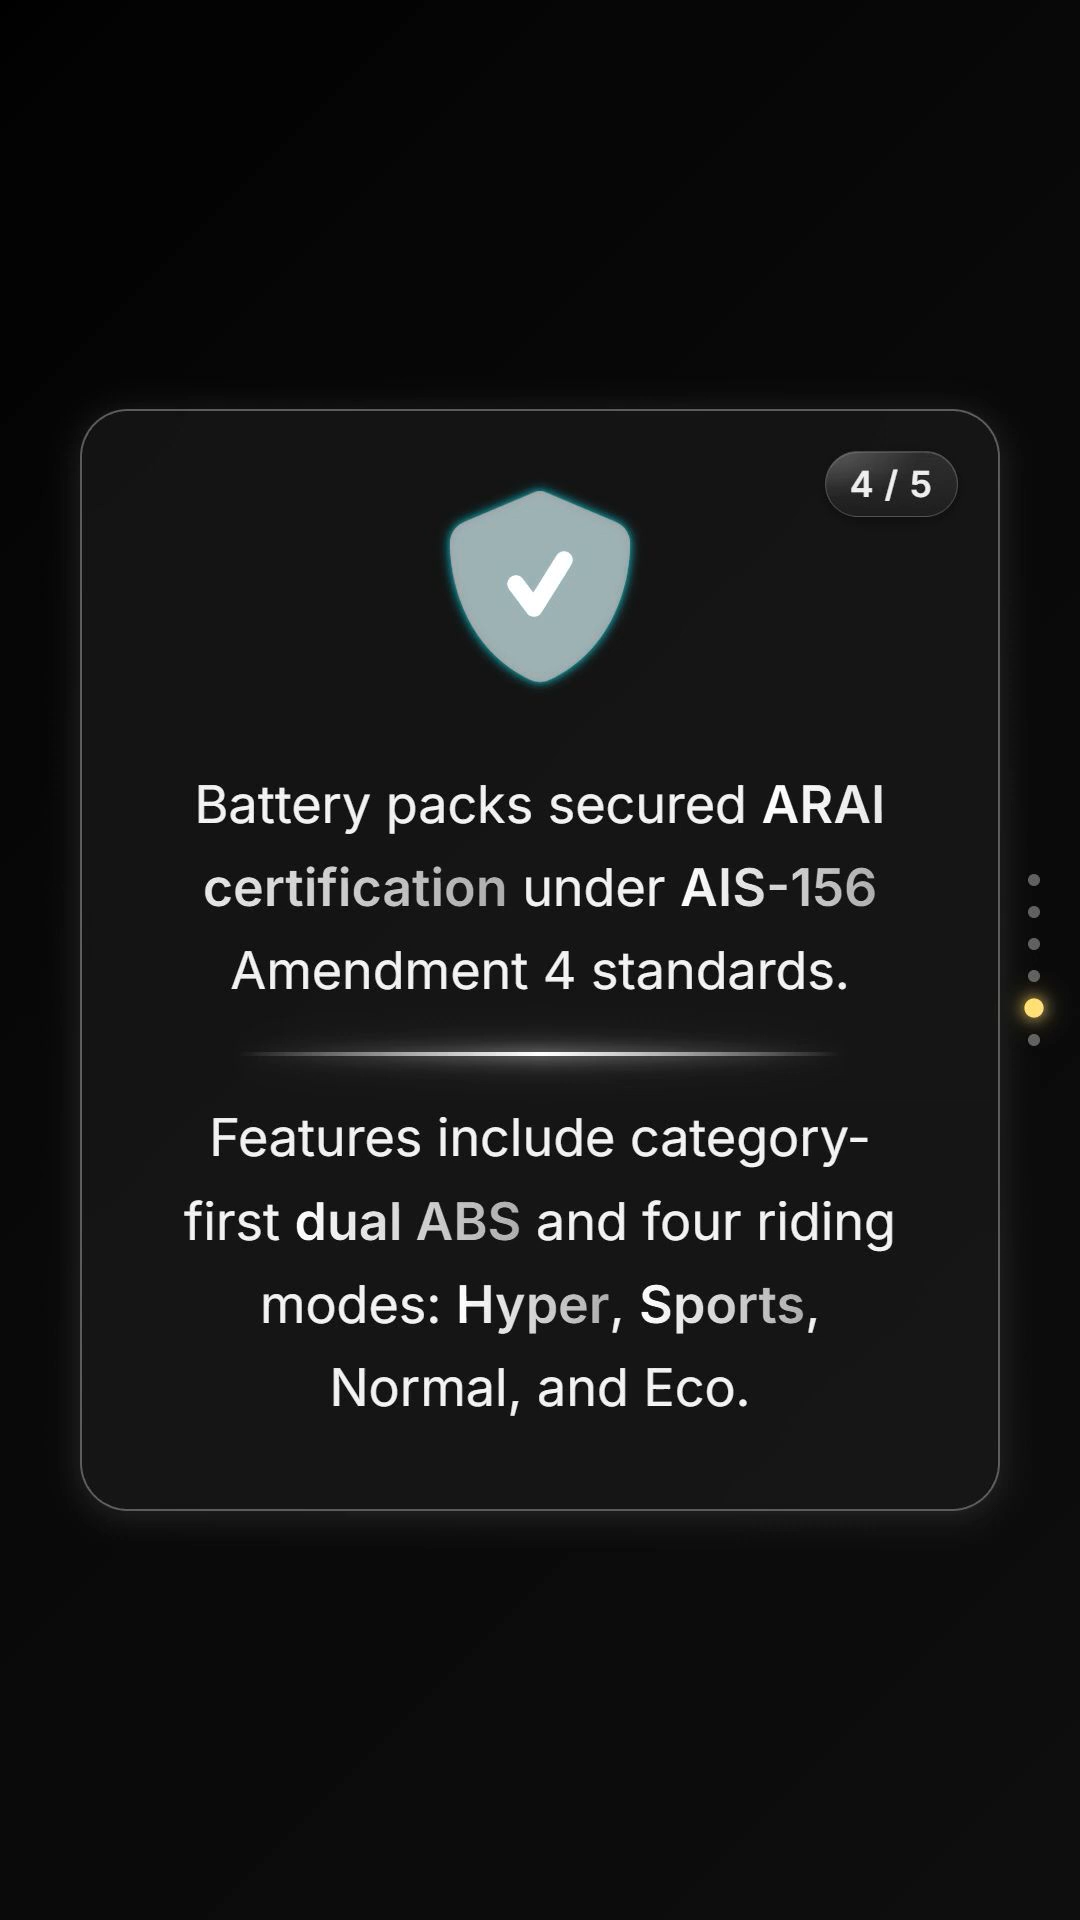 4 / 5
Battery packs secured ARAI
certification under AIS-156
Amendment 4 standards.
Features include category-
first dual ABS and four riding
modes: Hyper, Sports,
Normal, and Eco.